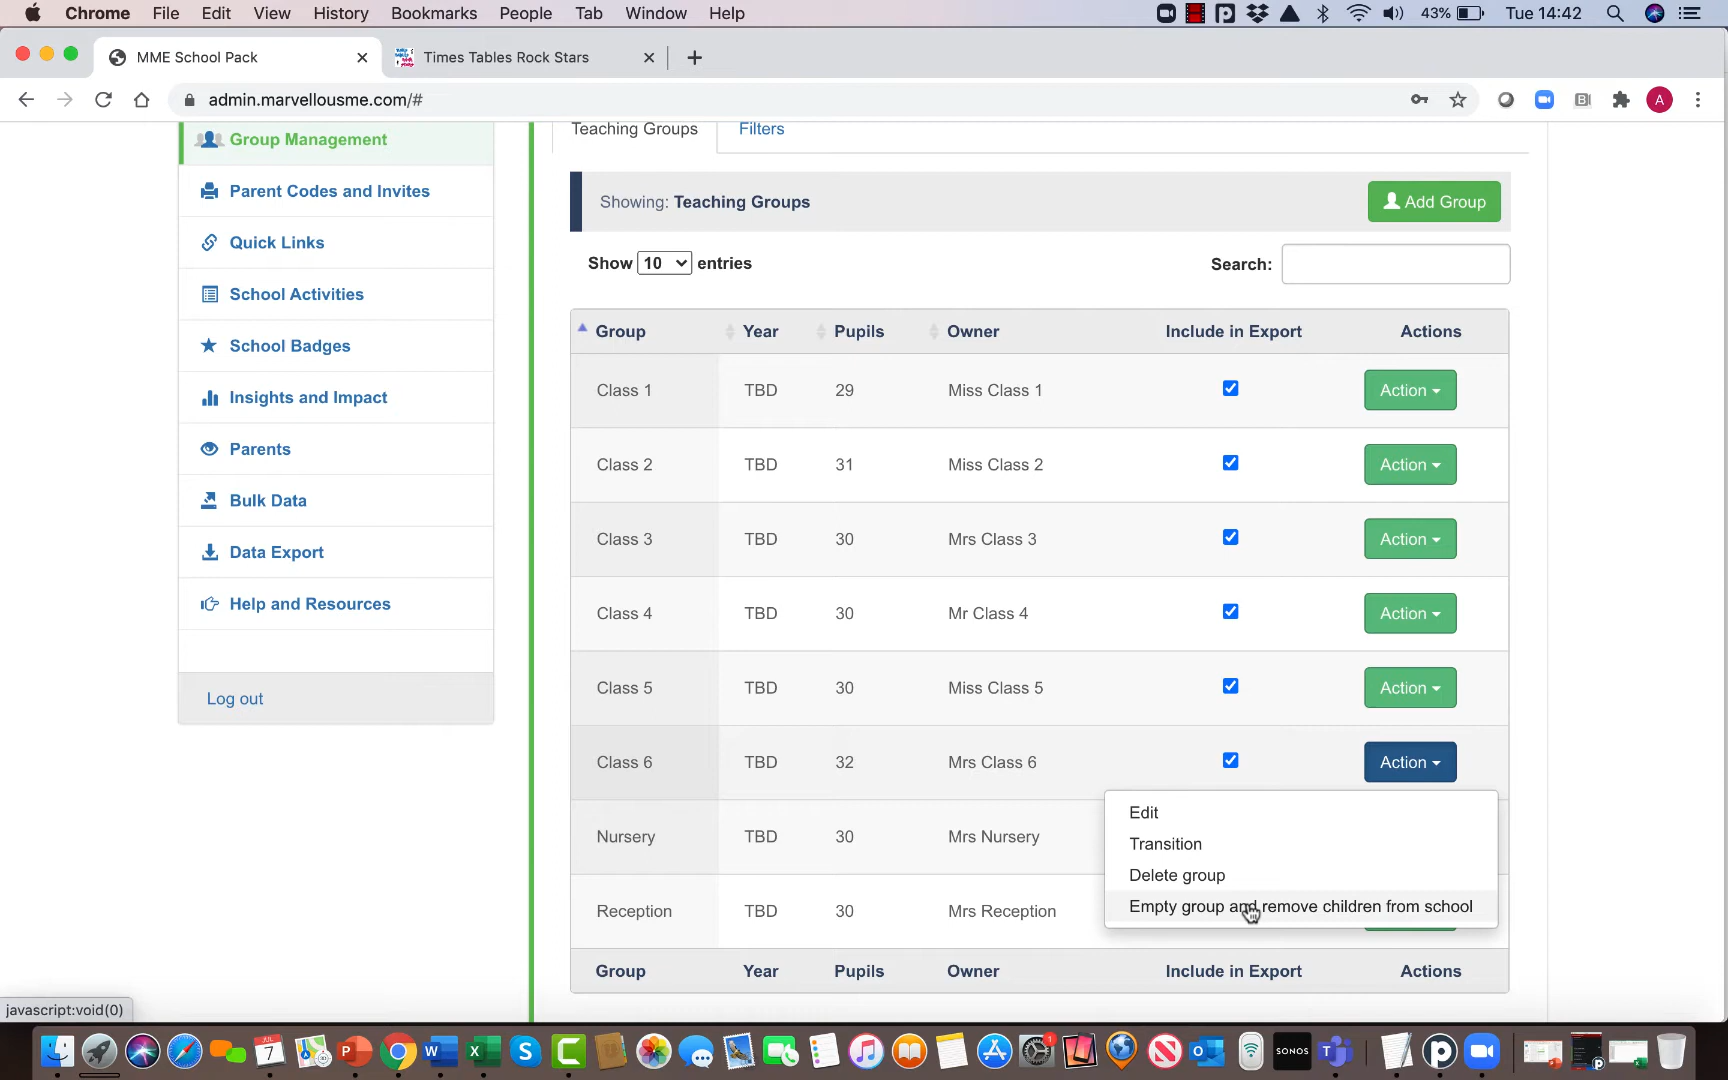 Chrome File Edit View History Bookmarks People Tab Window Help 43% Tue 14:42
MME School Pack Times Tables Rock Stars
admin.marvellousme.com/# A
Group Management
Parent Codes and Invites
Quick Links
School Activities
School Badges
Insights and Impact
Parents
Bulk Data
Data Export
Help and Resources
Log out
Teaching Groups Filters
Showing: Teaching Groups Add Group
Show 10 entries Search:
Group Year Pupils Owner Include in Export Actions
Class 1 TBD 29 Miss Class 1 Action
Class 2 TBD 31 Miss Class 2 Action
Class 3 TBD 30 Mrs Class 3 Action
Class 4 TBD 30 Mr Class 4 Action
Class 5 TBD 30 Miss Class 5 Action
Class 6 TBD 32 Mrs Class 6 Action
Edit
Transition
Delete group
Empty group and remove children from school
Nursery TBD 30 Mrs Nursery
Reception TBD 30 Mrs Reception
Group Year Pupils Owner Include in Export Actions
javascript:void(0)
SONOS